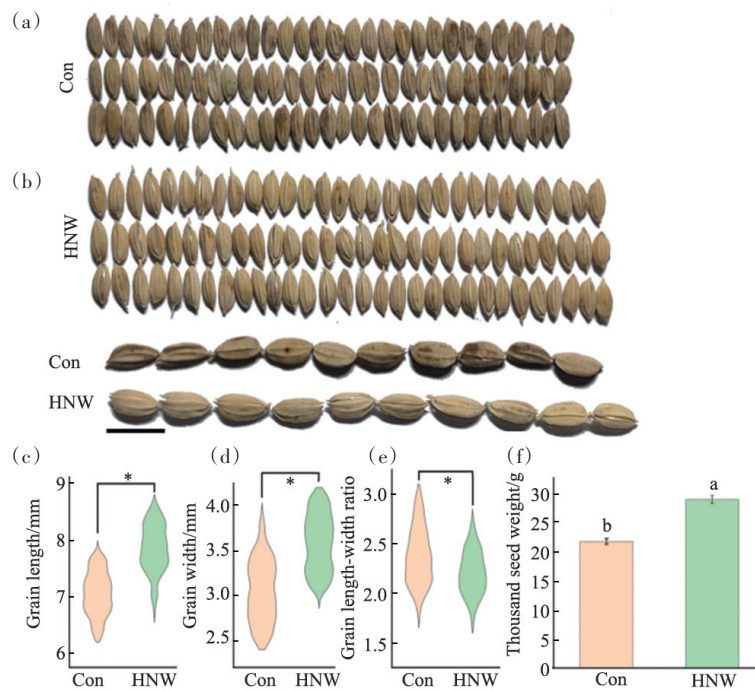 (a)
Con
(b)
HNW
Con
HNW
(c)
Grain length/mm
9
8
7
6
*
Con HNW
(d)
Grain width/mm
4.0
3.5
3.0
2.5
*
Con HNW
(e)
Grain length-width ratio
3.0
2.5
2.0
1.5
*
Con HNW
(f)
Thousand seed weight/g
30
25
20
15
10
5
0
b
a
Con HNW